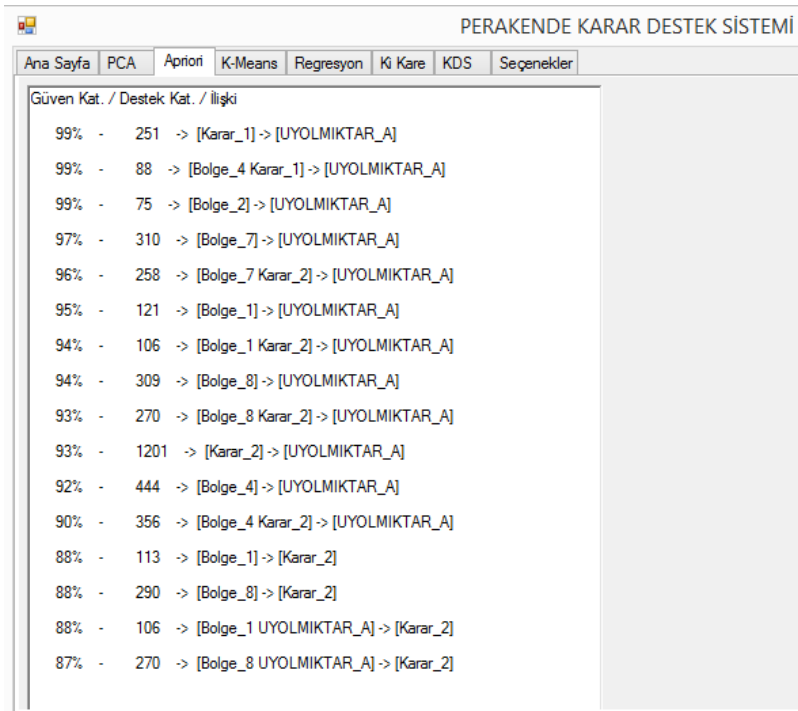 PERAKENDE KARAR DESTEK SİSTEMİ
Ana Sayfa PCA Apriori K-Means Regresyon Ki Kare KDS Seçenekler
Güven Kat. / Destek Kat. / İlişki
99% - 251 -> [Karar_1] -> [UYOLMIKTAR_A]
99% - 88 -> [Bolge_4 Karar_1] -> [UYOLMIKTAR_A]
99% - 75 -> [Bolge_2] -> [UYOLMIKTAR_A]
97% - 310 -> [Bolge_7] -> [UYOLMIKTAR_A]
96% - 258 -> [Bolge_7 Karar_2] -> [UYOLMIKTAR_A]
95% - 121 -> [Bolge_1] -> [UYOLMIKTAR_A]
94% - 106 -> [Bolge_1 Karar_2] -> [UYOLMIKTAR_A]
94% - 309 -> [Bolge_8] -> [UYOLMIKTAR_A]
93% - 270 -> [Bolge_8 Karar_2] -> [UYOLMIKTAR_A]
93% - 1201 -> [Karar_2] -> [UYOLMIKTAR_A]
92% - 444 -> [Bolge_4] -> [UYOLMIKTAR_A]
90% - 356 -> [Bolge_4 Karar_2] -> [UYOLMIKTAR_A]
88% - 113 -> [Bolge_1] -> [Karar_2]
88% - 290 -> [Bolge_8] -> [Karar_2]
88% - 106 -> [Bolge_1 UYOLMIKTAR_A] -> [Karar_2]
87% - 270 -> [Bolge_8 UYOLMIKTAR_A] -> [Karar_2]